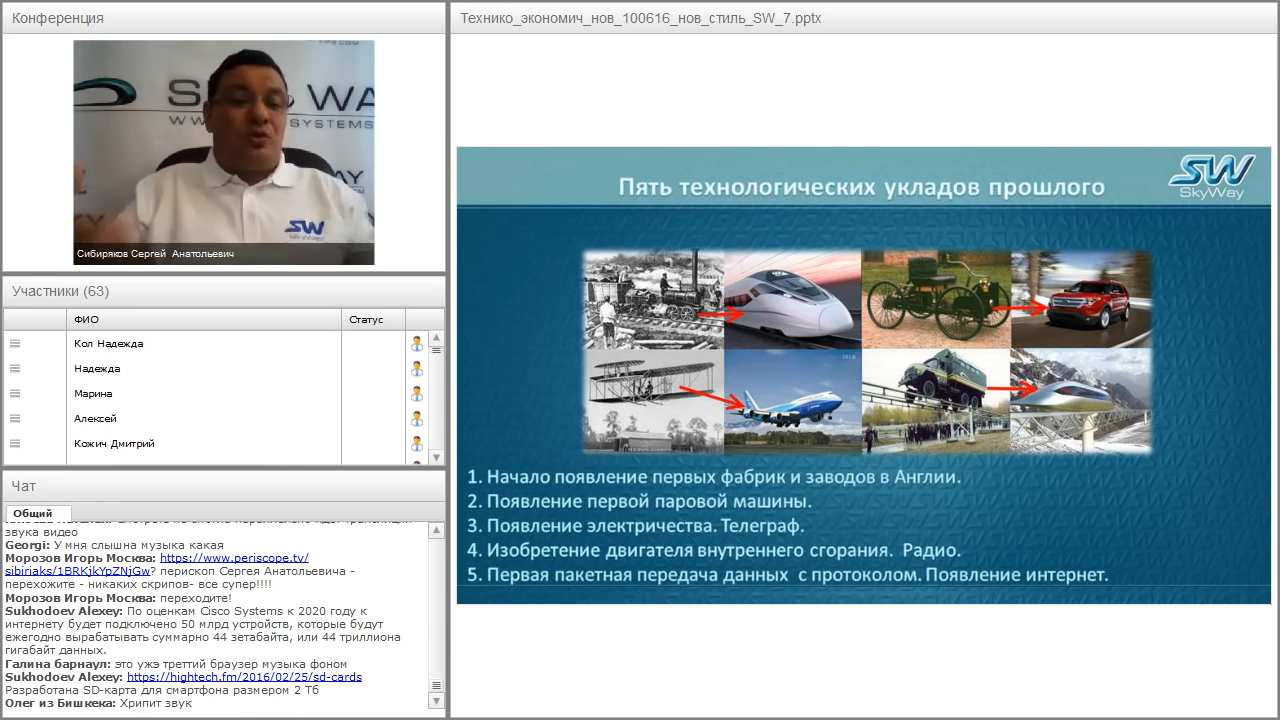 Конференция
SKY WAY
SYSTEMS
SW
Сибиряков Сергей Анатольевич
Участники (63)
ФИО Статус
Кол Надежда
Надежда
Марина
Алексей
Кожич Дмитрий
Чат
Общий
звука видео
Georgi: У мня слышна музыка какая
Морозов Игорь Москва: https://www.periscope.tv/
sibiriaks/1BRKjkYpZNjGw? перископ Сергея Анатольевича -
перехожите - никаких скрипов- все супер!!!!
Морозов Игорь Москва: переходите!
Sukhodoev Alexey: По оценкам Cisco Systems к 2020 году к
интернету будет подключено 50 млрд устройств, которые будут
ежегодно вырабатывать суммарно 44 зетабайта, или 44 триллиона
гигабайт данных.
Галина барнаул: это ужэ треттий браузер музыка фоном
Sukhodoev Alexey: https://hightech.fm/2016/02/25/sd-cards
Разработана SD-карта для смартфона размером 2 Тб
Олег из Бишкека: Хрипит звук
Технико_экономич_нов_100616_нов_стиль_SW_7.pptx
Пять технологических укладов прошлого
SW
SkyWay
1. Начало появление первых фабрик и заводов в Англии.
2. Появление первой паровой машины.
3. Появление электричества. Телеграф.
4. Изобретение двигателя внутреннего сгорания. Радио.
5. Первая пакетная передача данных с протоколом. Появление интернет.